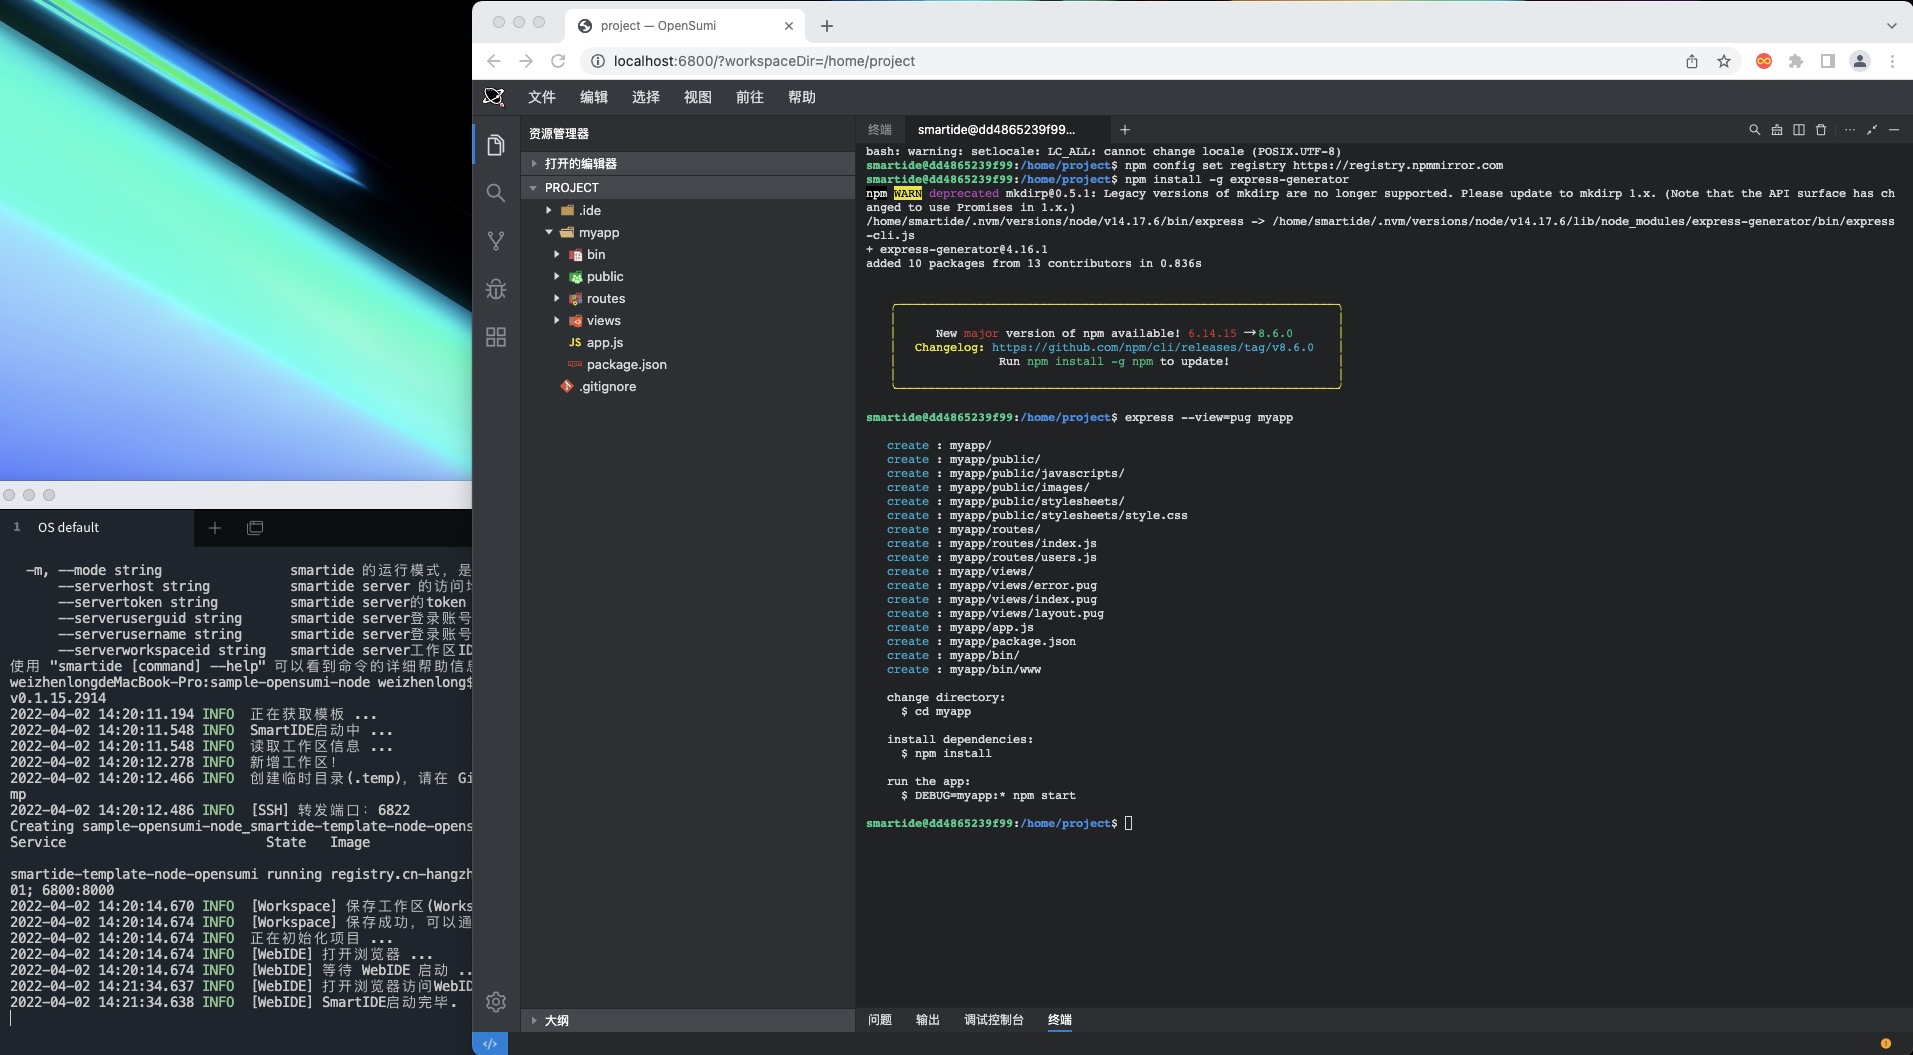 project — OpenSumi
localhost:6800/?workspaceDir=/home/project
文件 编辑 选择 视图 前往 帮助
资源管理器
打开的编辑器
PROJECT
.ide
myapp
bin
public
routes
views
JS app.js
package.json
.gitignore
大纲
终端 smartide@dd4865239f99...
bash: warning: setlocale: LC_ALL: cannot change locale (POSIX.UTF-8)
smartide@dd4865239f99:/home/project$ npm config set registry https://registry.npmmirror.com
smartide@dd4865239f99:/home/project$ npm install -g express-generator
npm WARN deprecated mkdirp@0.5.1: Legacy versions of mkdirp are no longer supported. Please update to mkdirp 1.x. (Note that the API surface has ch
anged to use Promises in 1.x.)
/home/smartide/.nvm/versions/node/v14.17.6/bin/express -> /home/smartide/.nvm/versions/node/v14.17.6/lib/node_modules/express-generator/bin/express
-cli.js
+ express-generator@4.16.1
added 10 packages from 13 contributors in 0.836s
New major version of npm available! 6.14.15 → 8.6.0
Changelog: https://github.com/npm/cli/releases/tag/v8.6.0
Run npm install -g npm to update!
smartide@dd4865239f99:/home/project$ express --view=pug myapp
create : myapp/
create : myapp/public/
create : myapp/public/javascripts/
create : myapp/public/images/
create : myapp/public/stylesheets/
create : myapp/public/stylesheets/style.css
create : myapp/routes/
create : myapp/routes/index.js
create : myapp/routes/users.js
create : myapp/views/
create : myapp/views/error.pug
create : myapp/views/index.pug
create : myapp/views/layout.pug
create : myapp/app.js
create : myapp/package.json
create : myapp/bin/
create : myapp/bin/www
change directory:
$ cd myapp
install dependencies:
$ npm install
run the app:
$ DEBUG=myapp:* npm start
smartide@dd4865239f99:/home/project$
问题 输出 调试控制台 终端
1 OS default
-m, --mode string smartide 的运行模式, 是
--serverhost string smartide server 的访问
--servertoken string smartide server的token
--serveruserguid string smartide server登录账号
--serverusername string smartide server登录账号
--serverworkspaceid string smartide server工作区ID
使用 "smartide [command] --help" 可以看到命令的详细帮助信息
weizhenlongdeMacBook-Pro:sample-opensumi-node weizhenlong$
v0.1.15.2914
2022-04-02 14:20:11.194 INFO 正在获取模板 ...
2022-04-02 14:20:11.548 INFO SmartIDE启动中 ...
2022-04-02 14:20:11.548 INFO 读取工作区信息 ...
2022-04-02 14:20:12.278 INFO 新增工作区!
2022-04-02 14:20:12.466 INFO 创建临时目录(.temp), 请在 Gi
mp
2022-04-02 14:20:12.486 INFO [SSH] 转发端口: 6822
Creating sample-opensumi-node_smartide-template-node-opens
Service State Image
smartide-template-node-opensumi running registry.cn-hangzh
01; 6800:8000
2022-04-02 14:20:14.670 INFO [Workspace] 保存工作区(Works
2022-04-02 14:20:14.674 INFO [Workspace] 保存成功, 可以通
2022-04-02 14:20:14.674 INFO 正在初始化项目 ...
2022-04-02 14:20:14.674 INFO [WebIDE] 打开浏览器 ...
2022-04-02 14:20:14.674 INFO [WebIDE] 等待 WebIDE 启动 ..
2022-04-02 14:21:34.637 INFO [WebIDE] 打开浏览器访问WebID
2022-04-02 14:21:34.638 INFO [WebIDE] SmartIDE启动完毕.